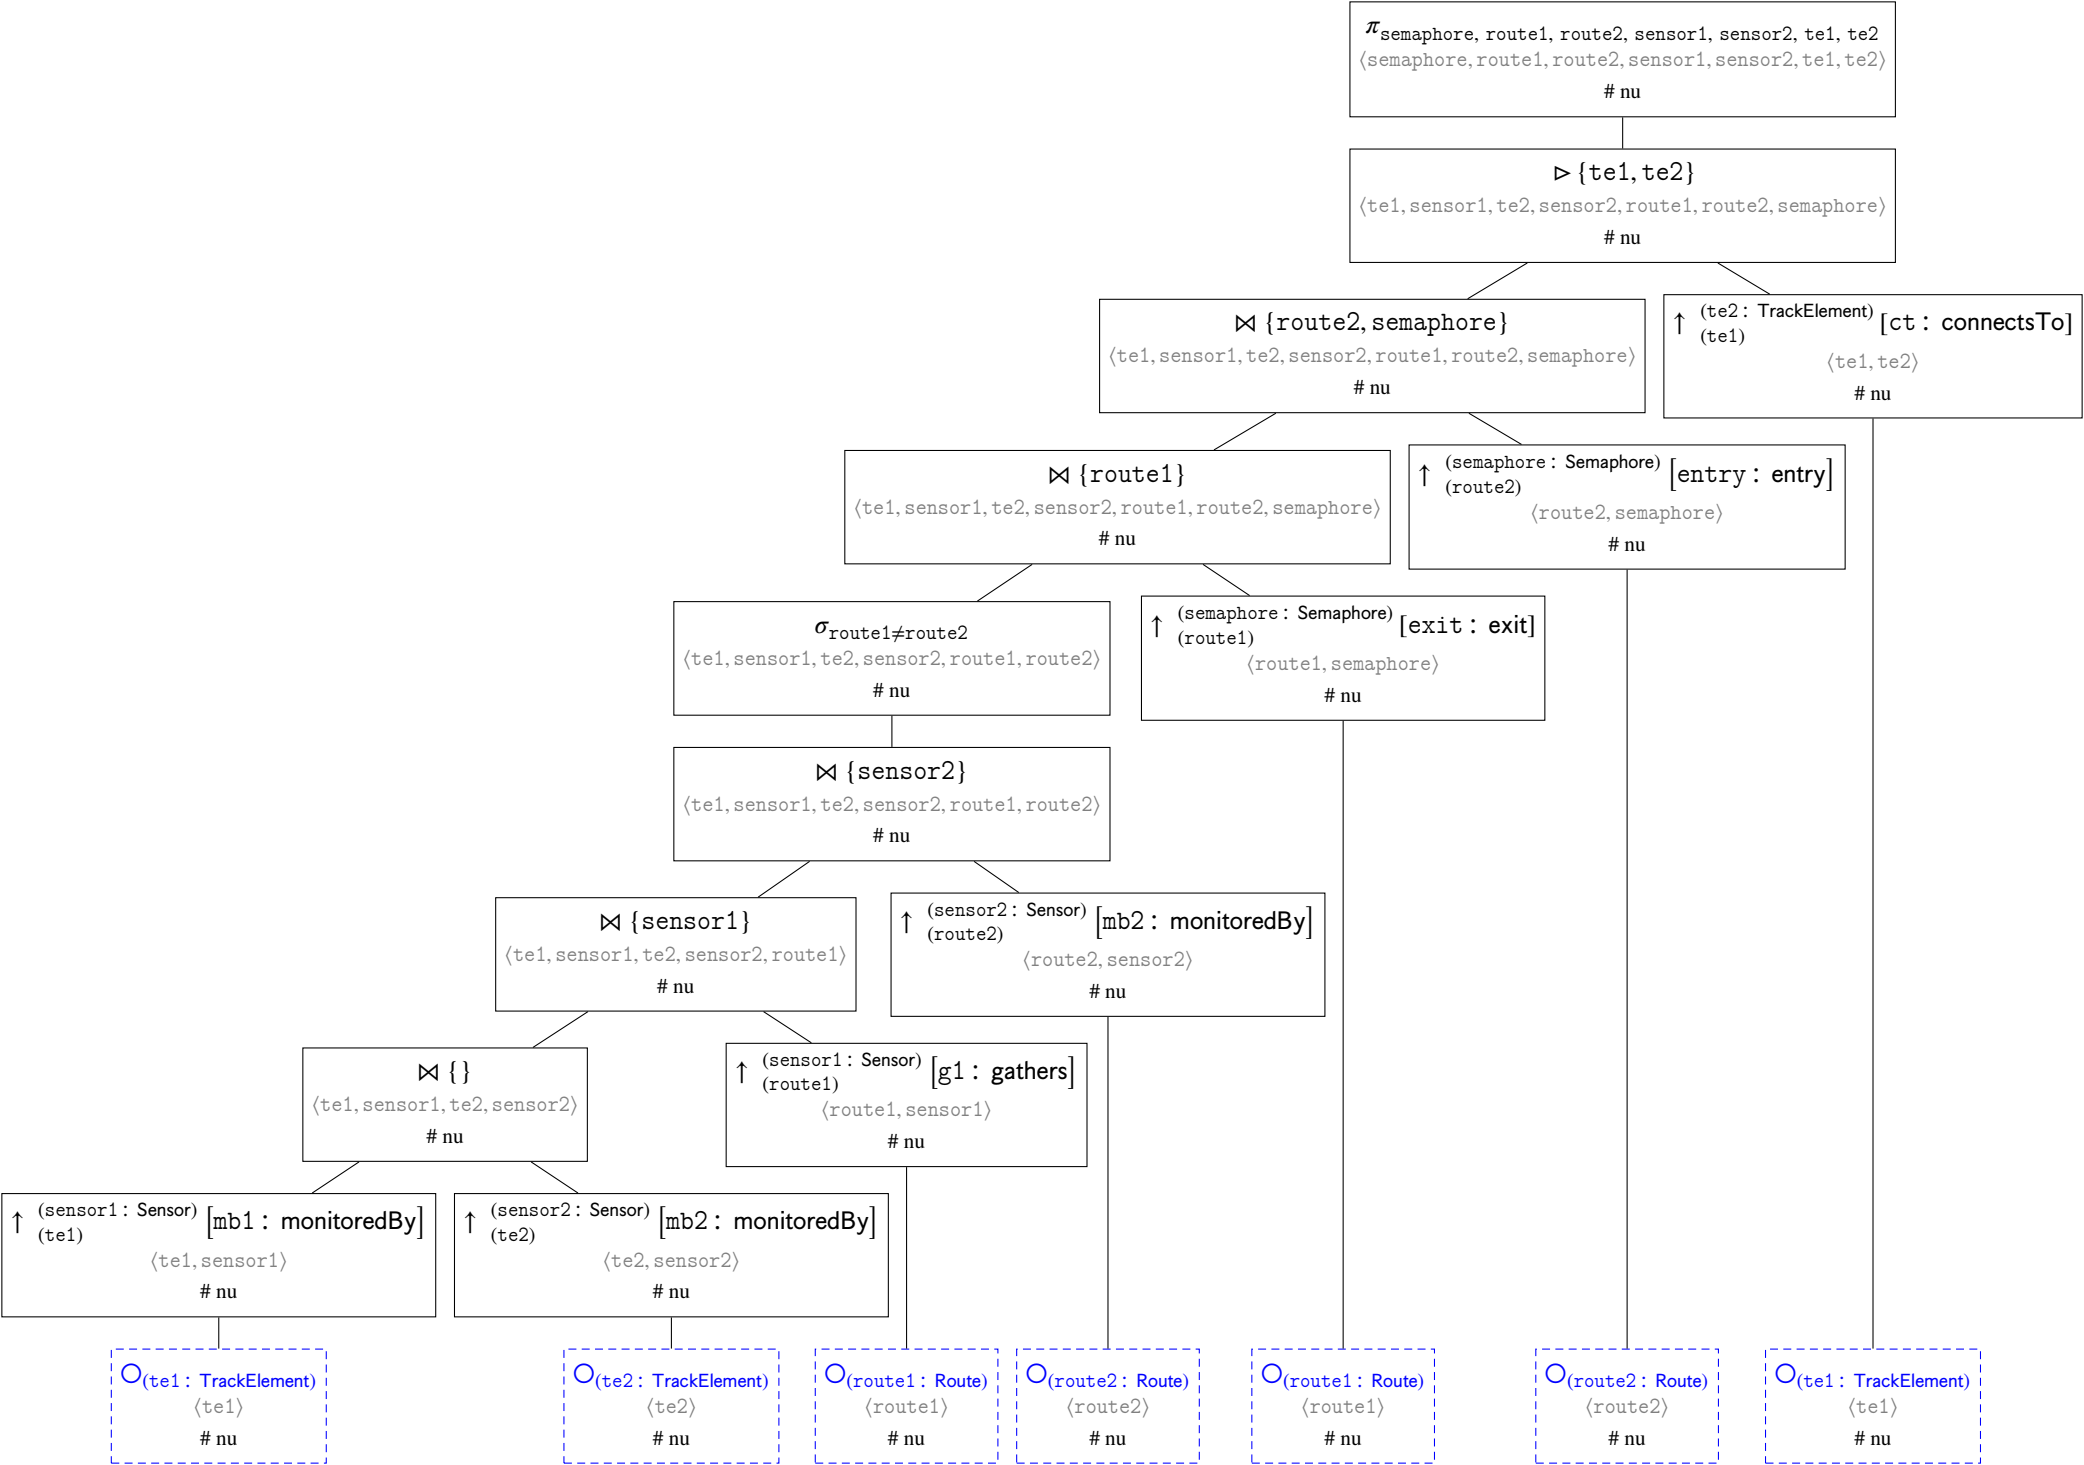 π semaphore, route1, route2, sensor1, sensor2, te1, te2
⟨semaphore, route1, route2, sensor1, sensor2, te1, te2⟩
# nu
▷ {te1, te2}
⟨te1, sensor1, te2, sensor2, route1, route2, semaphore⟩
# nu
⋈ {route2, semaphore}
⟨te1, sensor1, te2, sensor2, route1, route2, semaphore⟩
# nu
↑ (te2: TrackElement) (te1) [ct: connectsTo]
⟨te1, te2⟩
# nu
⋈ {route1}
⟨te1, sensor1, te2, sensor2, route1, route2, semaphore⟩
# nu
↑ (semaphore: Semaphore) (route2) [entry: entry]
⟨route2, semaphore⟩
# nu
σ route1≠route2
⟨te1, sensor1, te2, sensor2, route1, route2⟩
# nu
↑ (semaphore: Semaphore) (route1) [exit: exit]
⟨route1, semaphore⟩
# nu
⋈ {sensor2}
⟨te1, sensor1, te2, sensor2, route1, route2⟩
# nu
⋈ {sensor1}
⟨te1, sensor1, te2, sensor2, route1⟩
# nu
↑ (sensor2: Sensor) (route2) [mb2: monitoredBy]
⟨route2, sensor2⟩
# nu
⋈ {}
⟨te1, sensor1, te2, sensor2⟩
# nu
↑ (sensor1: Sensor) (route1) [g1: gathers]
⟨route1, sensor1⟩
# nu
↑ (sensor1: Sensor) (te1) [mb1: monitoredBy]
⟨te1, sensor1⟩
# nu
↑ (sensor2: Sensor) (te2) [mb2: monitoredBy]
⟨te2, sensor2⟩
# nu
○(te1: TrackElement)
⟨te1⟩
# nu
○(te2: TrackElement)
⟨te2⟩
# nu
○(route1: Route)
⟨route1⟩
# nu
○(route2: Route)
⟨route2⟩
# nu
○(route1: Route)
⟨route1⟩
# nu
○(route2: Route)
⟨route2⟩
# nu
○(te1: TrackElement)
⟨te1⟩
# nu